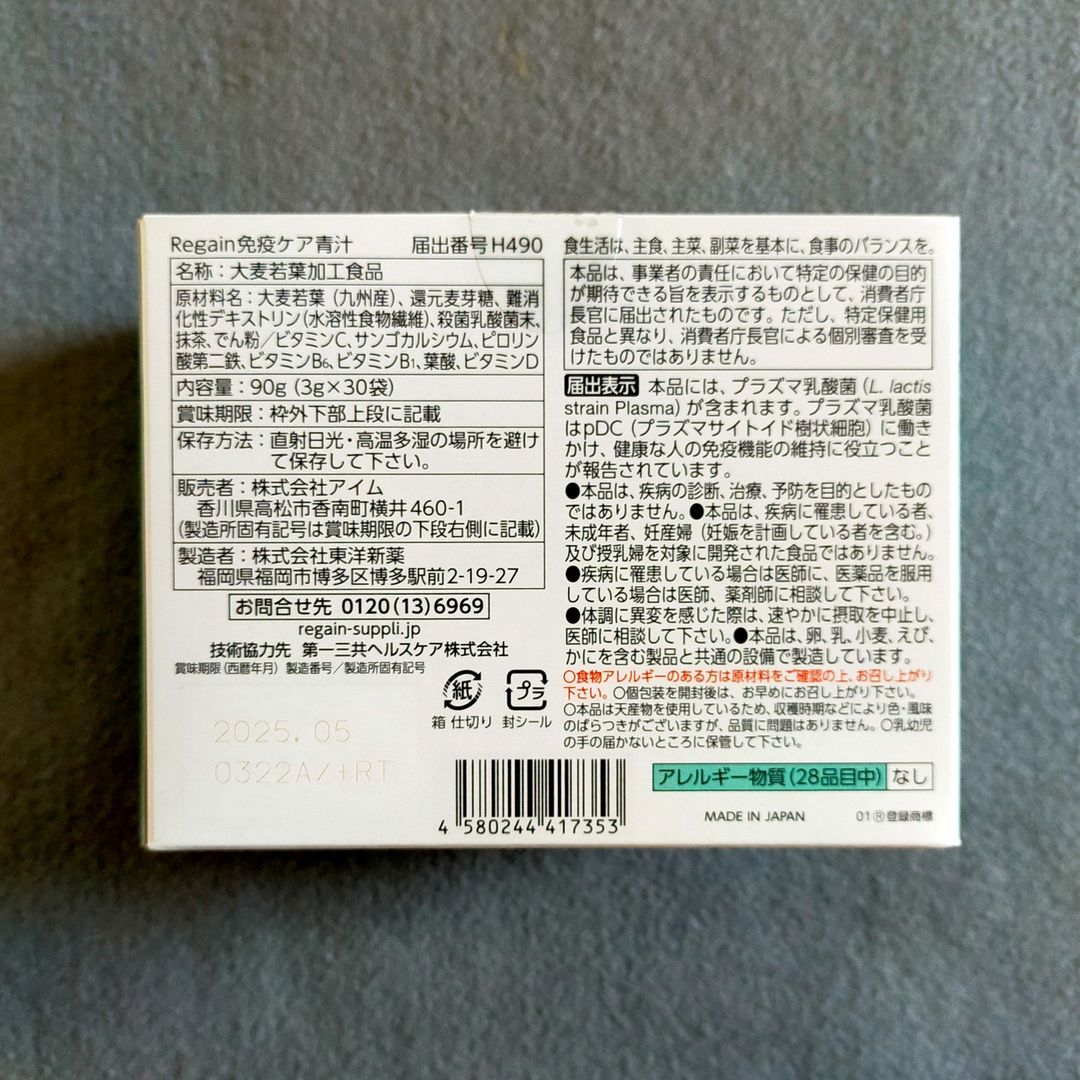 Regain免疫ケア青汁 届出番号H490
名称：大麦若葉加工食品
原材料名：大麦若葉（九州産）、還元麦芽糖、難消
化性デキストリン（水溶性食物繊維）、殺菌乳酸菌末、
抹茶、でん粉／ビタミンC、サンゴカルシウム、ピロリン
酸第二鉄、ビタミンB₆、ビタミンB₁、葉酸、ビタミンD
内容量：90g（3g×30袋）
賞味期限：枠外下部上段に記載
保存方法：直射日光・高温多湿の場所を避け
て保存して下さい。
販売者：株式会社アイム
香川県高松市香南町横井460-1
（製造所固有記号は賞味期限の下段右側に記載）
製造者：株式会社東洋新薬
福岡県福岡市博多区博多駅前2-19-27
お問合せ先 0120(13)6969
regain-suppli.jp
技術協力先 第一三共ヘルスケア株式会社
賞味期限（西暦年月）製造番号／製造所固有記号
2025.05
0322A/+RT
紙
箱 仕切り
プラ
封シール
4 580244 417353
食生活は、主食、主菜、副菜を基本に、食事のバランスを。
本品は、事業者の責任において特定の保健の目的
が期待できる旨を表示するものとして、消費者庁
長官に届出されたものです。ただし、特定保健用
食品と異なり、消費者庁長官による個別審査を受
けたものではありません。
届出表示 本品には、プラズマ乳酸菌（L. lactis
strain Plasma）が含まれます。プラズマ乳酸菌
はpDC（プラズマサイトイド樹状細胞）に働き
かけ、健康な人の免疫機能の維持に役立つこと
が報告されています。
●本品は、疾病の診断、治療、予防を目的としたもの
ではありません。●本品は、疾病に罹患している者、
未成年者、妊産婦（妊娠を計画している者を含む。）
及び授乳婦を対象に開発された食品ではありません。
●疾病に罹患している場合は医師に、医薬品を服用
している場合は医師、薬剤師に相談して下さい。
●体調に異変を感じた際は、速やかに摂取を中止し、
医師に相談して下さい。●本品は、卵、乳、小麦、えび、
かにを含む製品と共通の設備で製造しています。
○食物アレルギーのある方は原材料をご確認の上、お召し上がり
下さい。○個包装を開封後は、お早めにお召し上がり下さい。
○本品は天産物を使用しているため、収穫時期などにより色・風味
のばらつきがございますが、品質に問題はありません。○乳幼児
の手の届かないところに保管して下さい。
アレルギー物質（28品目中） なし
MADE IN JAPAN 01 ®登録商標